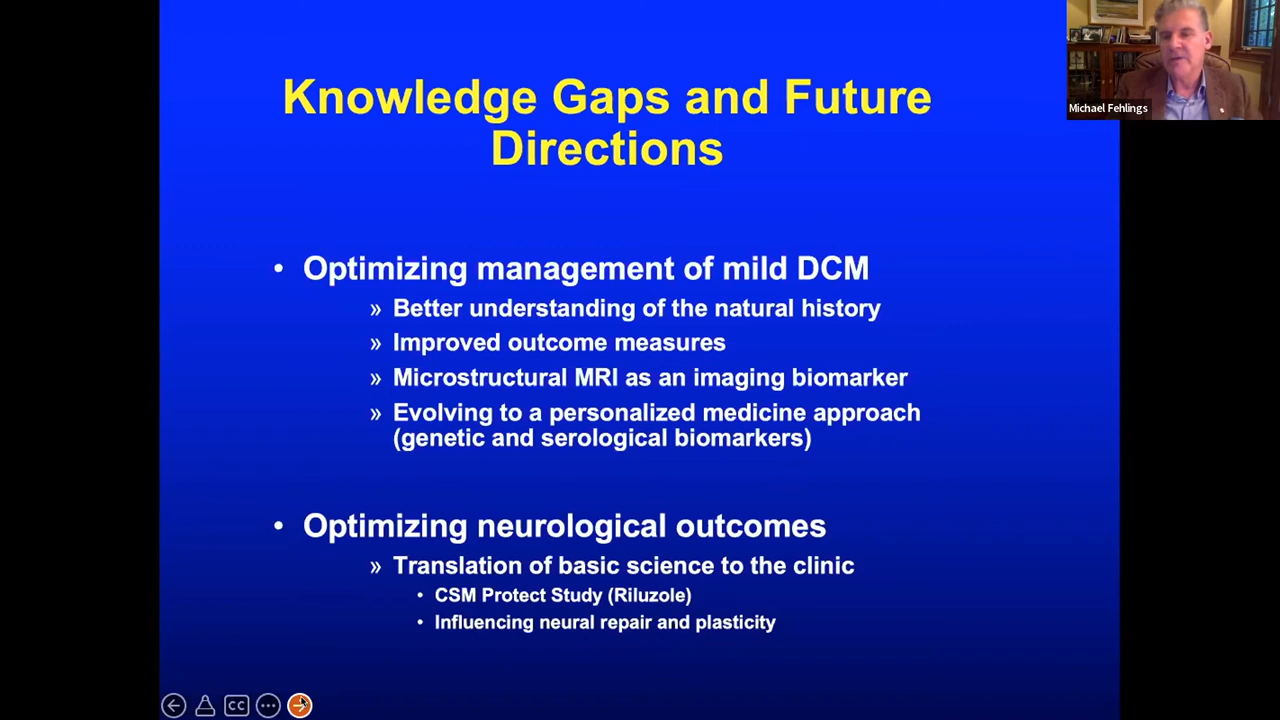 Knowledge Gaps and Future
Directions
Michael Fehlings
• Optimizing management of mild DCM
» Better understanding of the natural history
» Improved outcome measures
» Microstructural MRI as an imaging biomarker
» Evolving to a personalized medicine approach
(genetic and serological biomarkers)
• Optimizing neurological outcomes
» Translation of basic science to the clinic
• CSM Protect Study (Riluzole)
• Influencing neural repair and plasticity
CC